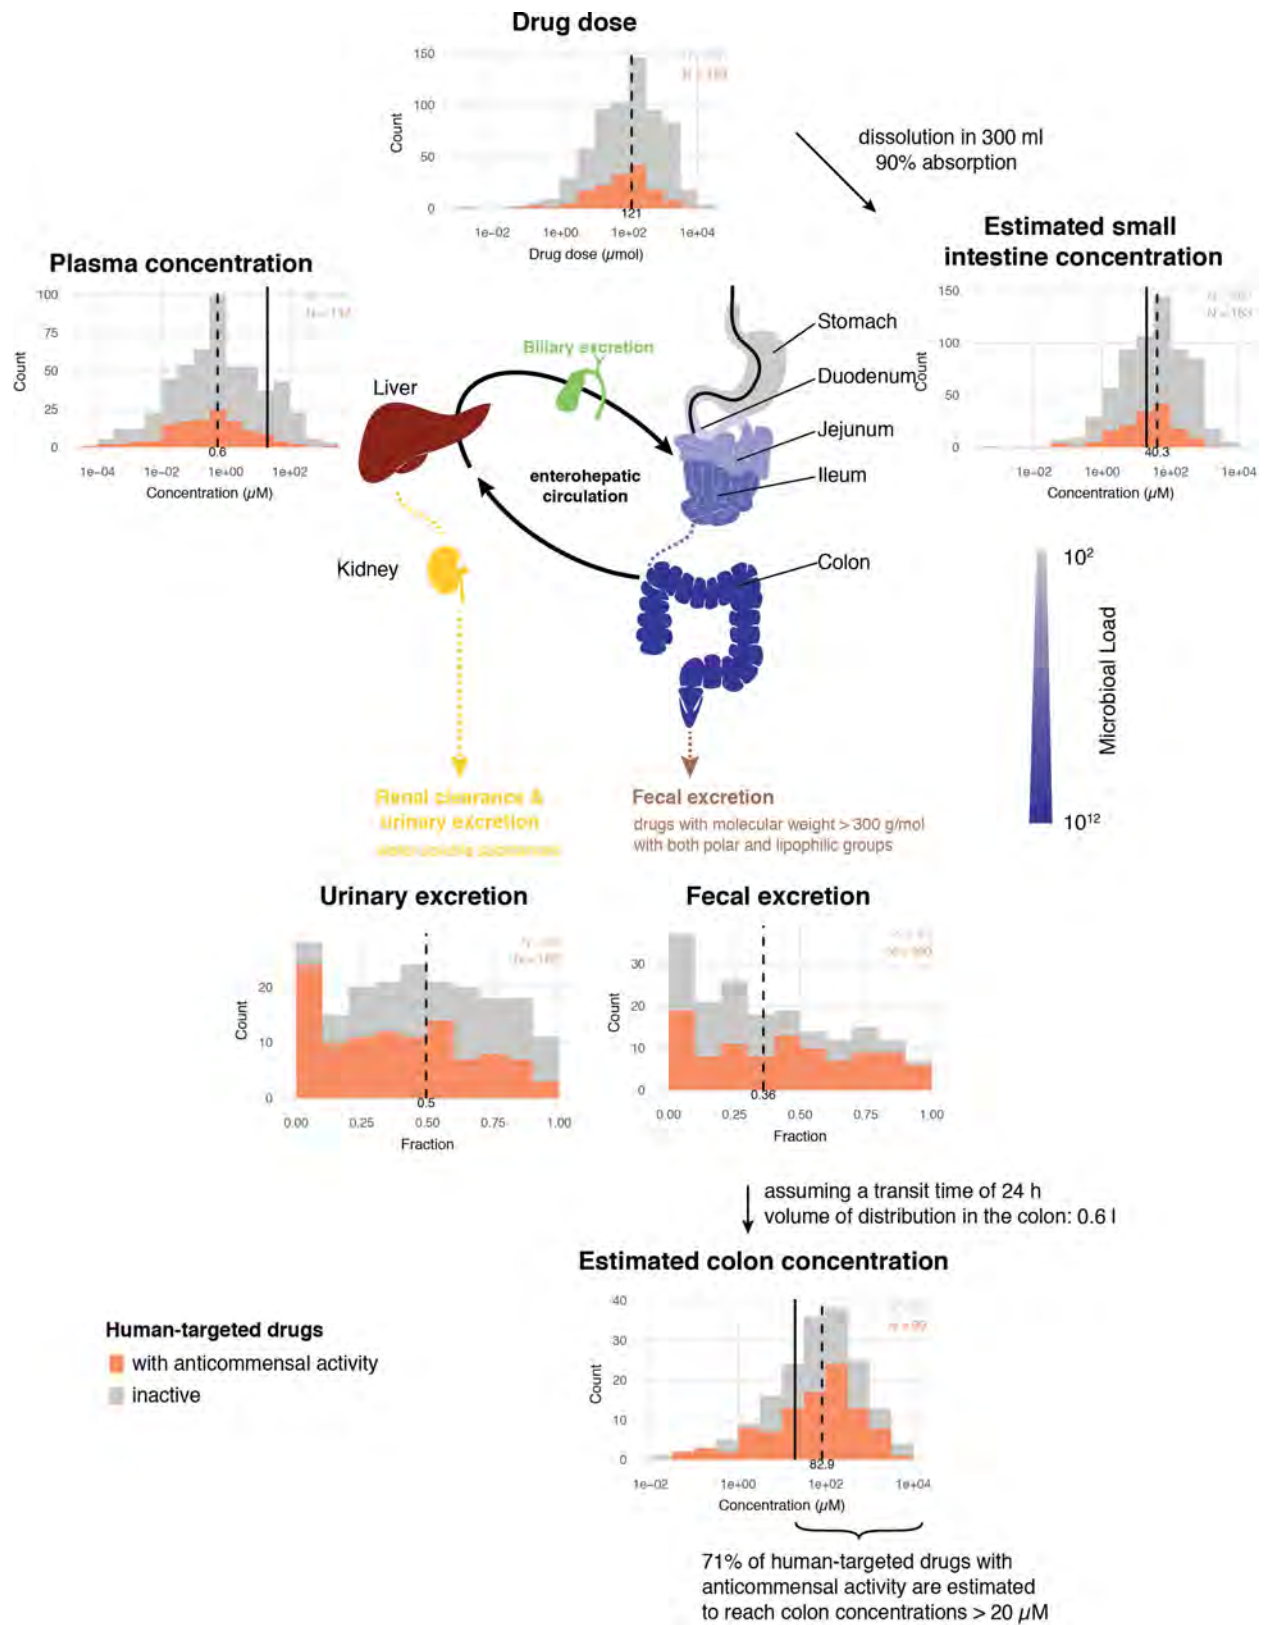 Drug dose
150
100
50
0
Count
121
1e−02 1e+00 1e+02 1e+04
Drug dose (µmol)
dissolution in 300 ml
90% absorption
Plasma concentration
100
75
50
25
0
Count
0.6
1e−04 1e−02 1e+00 1e+02
Concentration (µM)
Estimated small
intestine concentration
150
100
50
0
Count
40.3
1e−02 1e+00 1e+02 1e+04
Concentration (µM)
Biliary excretion
Liver
enterohepatic
circulation
Kidney
Stomach
Duodenum
Jejunum
Ileum
Colon
10²
Microbioal Load
10¹²
Renal clearance &
urinary excretion
Fecal excretion
drugs with molecular weight > 300 g/mol
with both polar and lipophilic groups
Urinary excretion
20
10
0
Count
0.5
0.00 0.25 0.50 0.75 1.00
Fraction
Fecal excretion
30
20
10
0
Count
0.36
0.00 0.25 0.50 0.75 1.00
Fraction
assuming a transit time of 24 h
volume of distribution in the colon: 0.6 l
Estimated colon concentration
40
30
20
10
0
Count
N = 99
82.9
1e−02 1e+00 1e+02 1e+04
Concentration (µM)
Human-targeted drugs
with anticommensal activity
inactive
71% of human-targeted drugs with
anticommensal activity are estimated
to reach colon concentrations > 20 µM